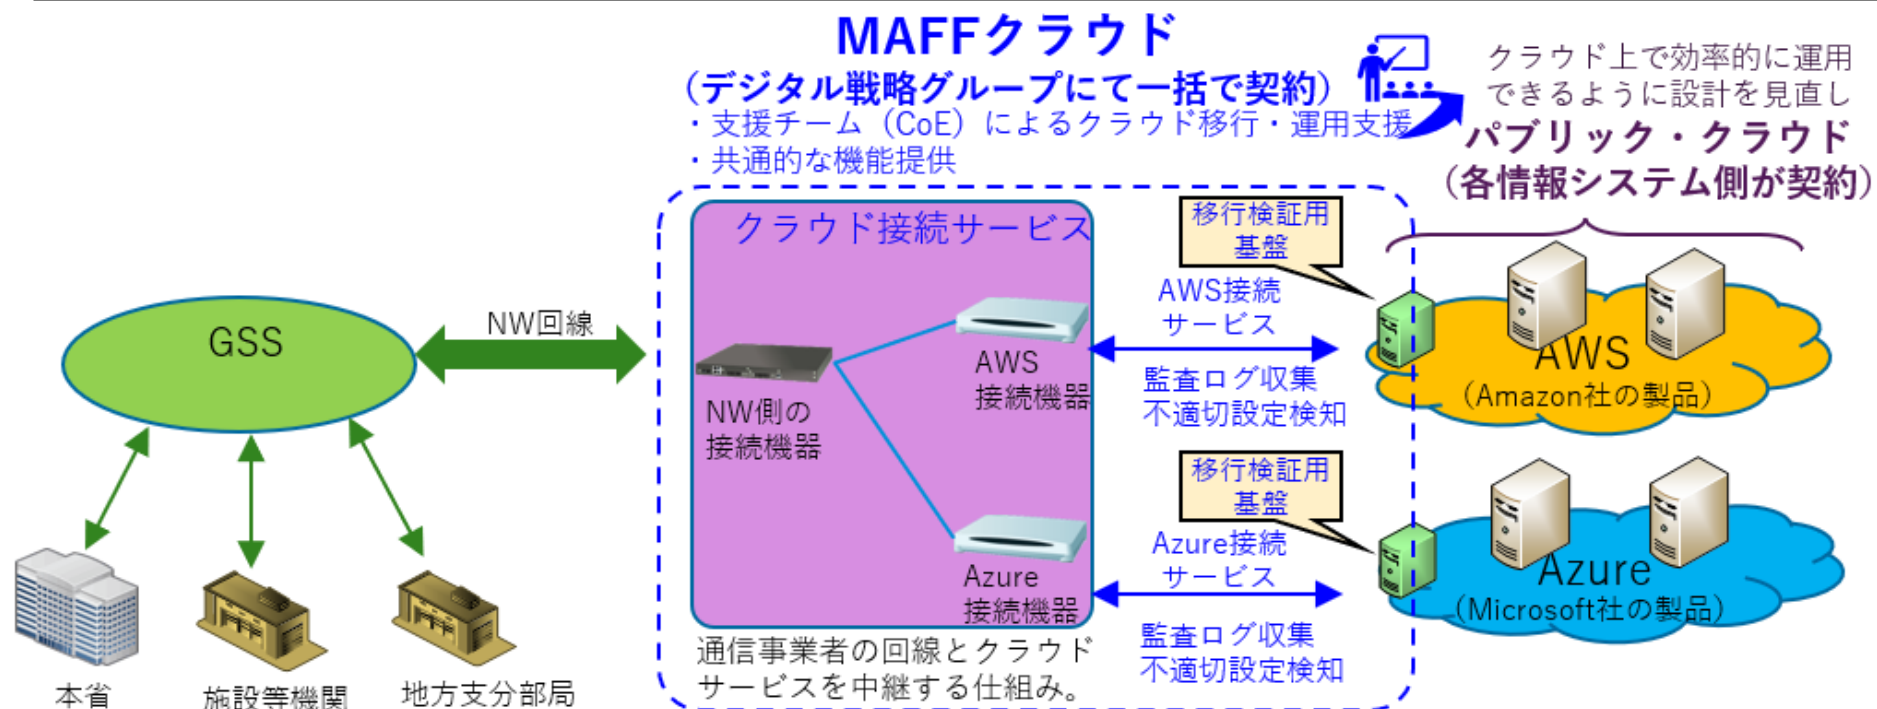 MAFFクラウド
（デジタル戦略グループにて一括で契約）
・支援チーム（CoE）によるクラウド移行・運用支援
・共通的な機能提供
クラウド上で効率的に運用
できるように設計を見直し
パブリック・クラウド
（各情報システム側が契約）
GSS
NW回線
本省
施設等機関
地方支分部局
クラウド接続サービス
NW側の
接続機器
AWS
接続機器
Azure
接続機器
通信事業者の回線とクラウド
サービスを中継する仕組み。
移行検証用
基盤
AWS接続
サービス
監査ログ収集
不適切設定検知
移行検証用
基盤
Azure接続
サービス
監査ログ収集
不適切設定検知
AWS
（Amazon社の製品）
Azure
（Microsoft社の製品）